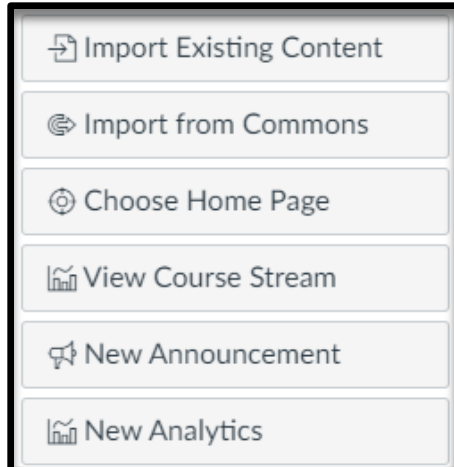 Import Existing Content
Import from Commons
Choose Home Page
View Course Stream
New Announcement
New Analytics